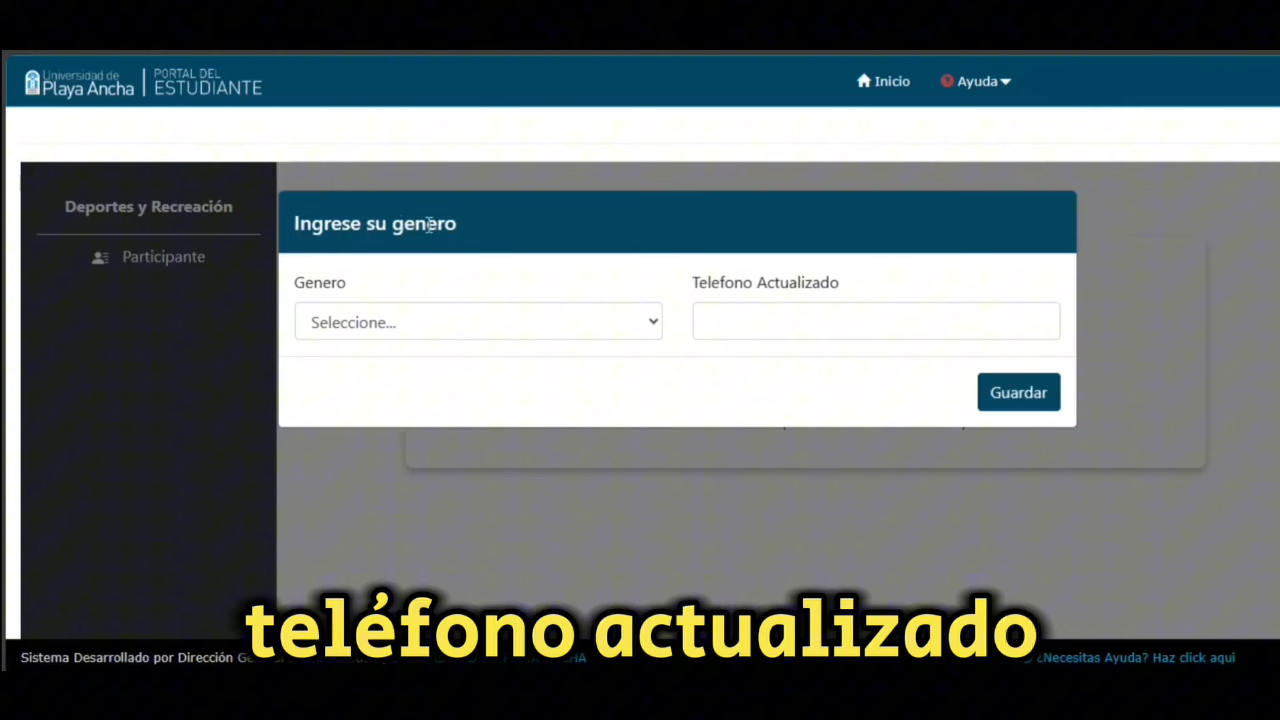 Universidad de
Playa Ancha
PORTAL DEL
ESTUDIANTE
Inicio
Ayuda
Deportes y Recreación
Participante
Ingrese su genero
Genero
Telefono Actualizado
Seleccione...
Guardar
teléfono actualizado
Sistema Desarrollado por Dirección
¿Necesitas Ayuda? Haz click aqui